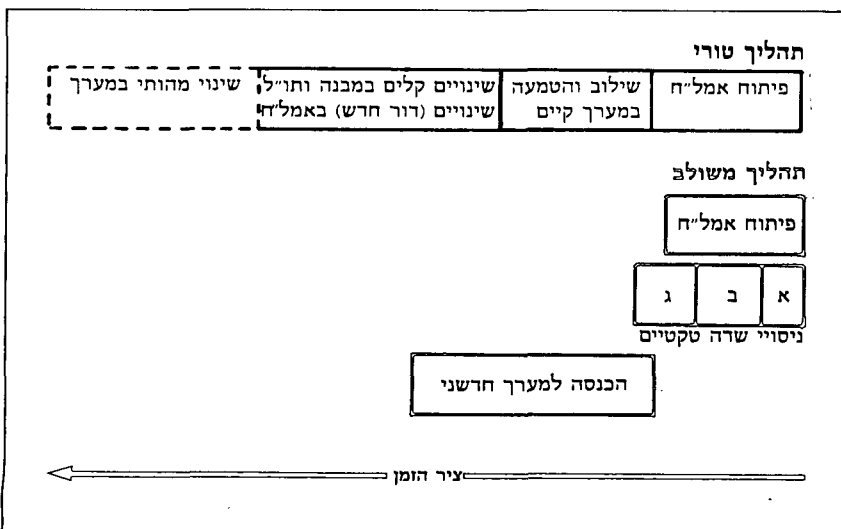 תהליך טורי
פיתוח אמל״ח
שילוב והטמעה
במערך קיים
שינויים קלים במבנה ותו״ל
שינויים (דור חדש) באמל״ח
שינוי מהותי במערך
תהליך משולב
פיתוח אמל״ח
א
ב
ג
ניסויי שדה טקטיים
הכנסה למערך חדשני
ציר הזמן